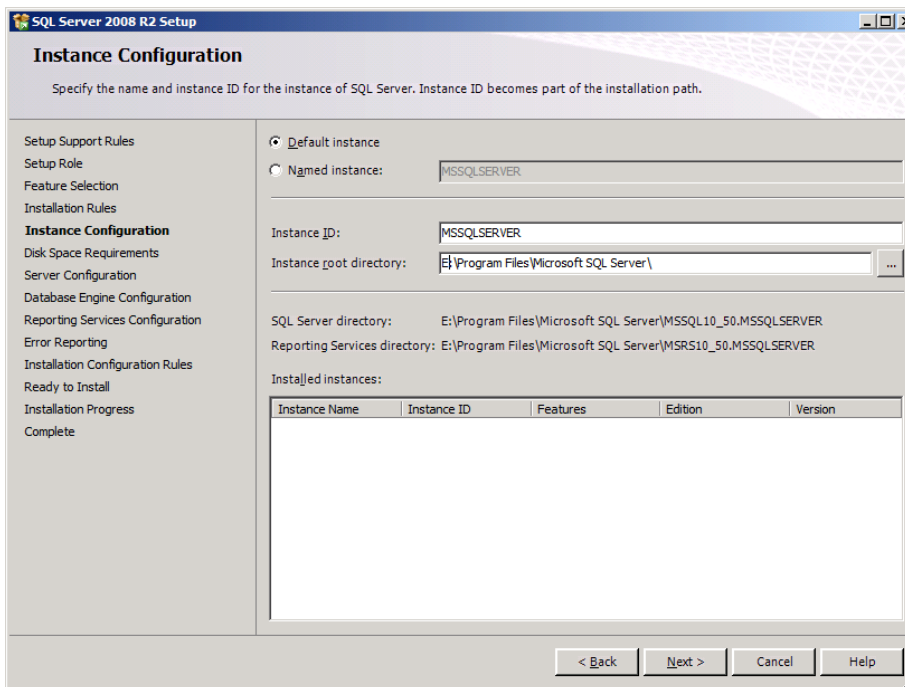 SQL Server 2008 R2 Setup
Instance Configuration
Specify the name and instance ID for the instance of SQL Server. Instance ID becomes part of the installation path.
Setup Support Rules
Setup Role
Feature Selection
Installation Rules
Instance Configuration
Disk Space Requirements
Server Configuration
Database Engine Configuration
Reporting Services Configuration
Error Reporting
Installation Configuration Rules
Ready to Install
Installation Progress
Complete
Default instance
Named instance: MSSQLSERVER
Instance ID: MSSQLSERVER
Instance root directory: E:\Program Files\Microsoft SQL Server\ ...
SQL Server directory: E:\Program Files\Microsoft SQL Server\MSSQL10_50.MSSQLSERVER
Reporting Services directory: E:\Program Files\Microsoft SQL Server\MSRS10_50.MSSQLSERVER
Installed instances:
Instance Name Instance ID Features Edition Version
< Back Next > Cancel Help